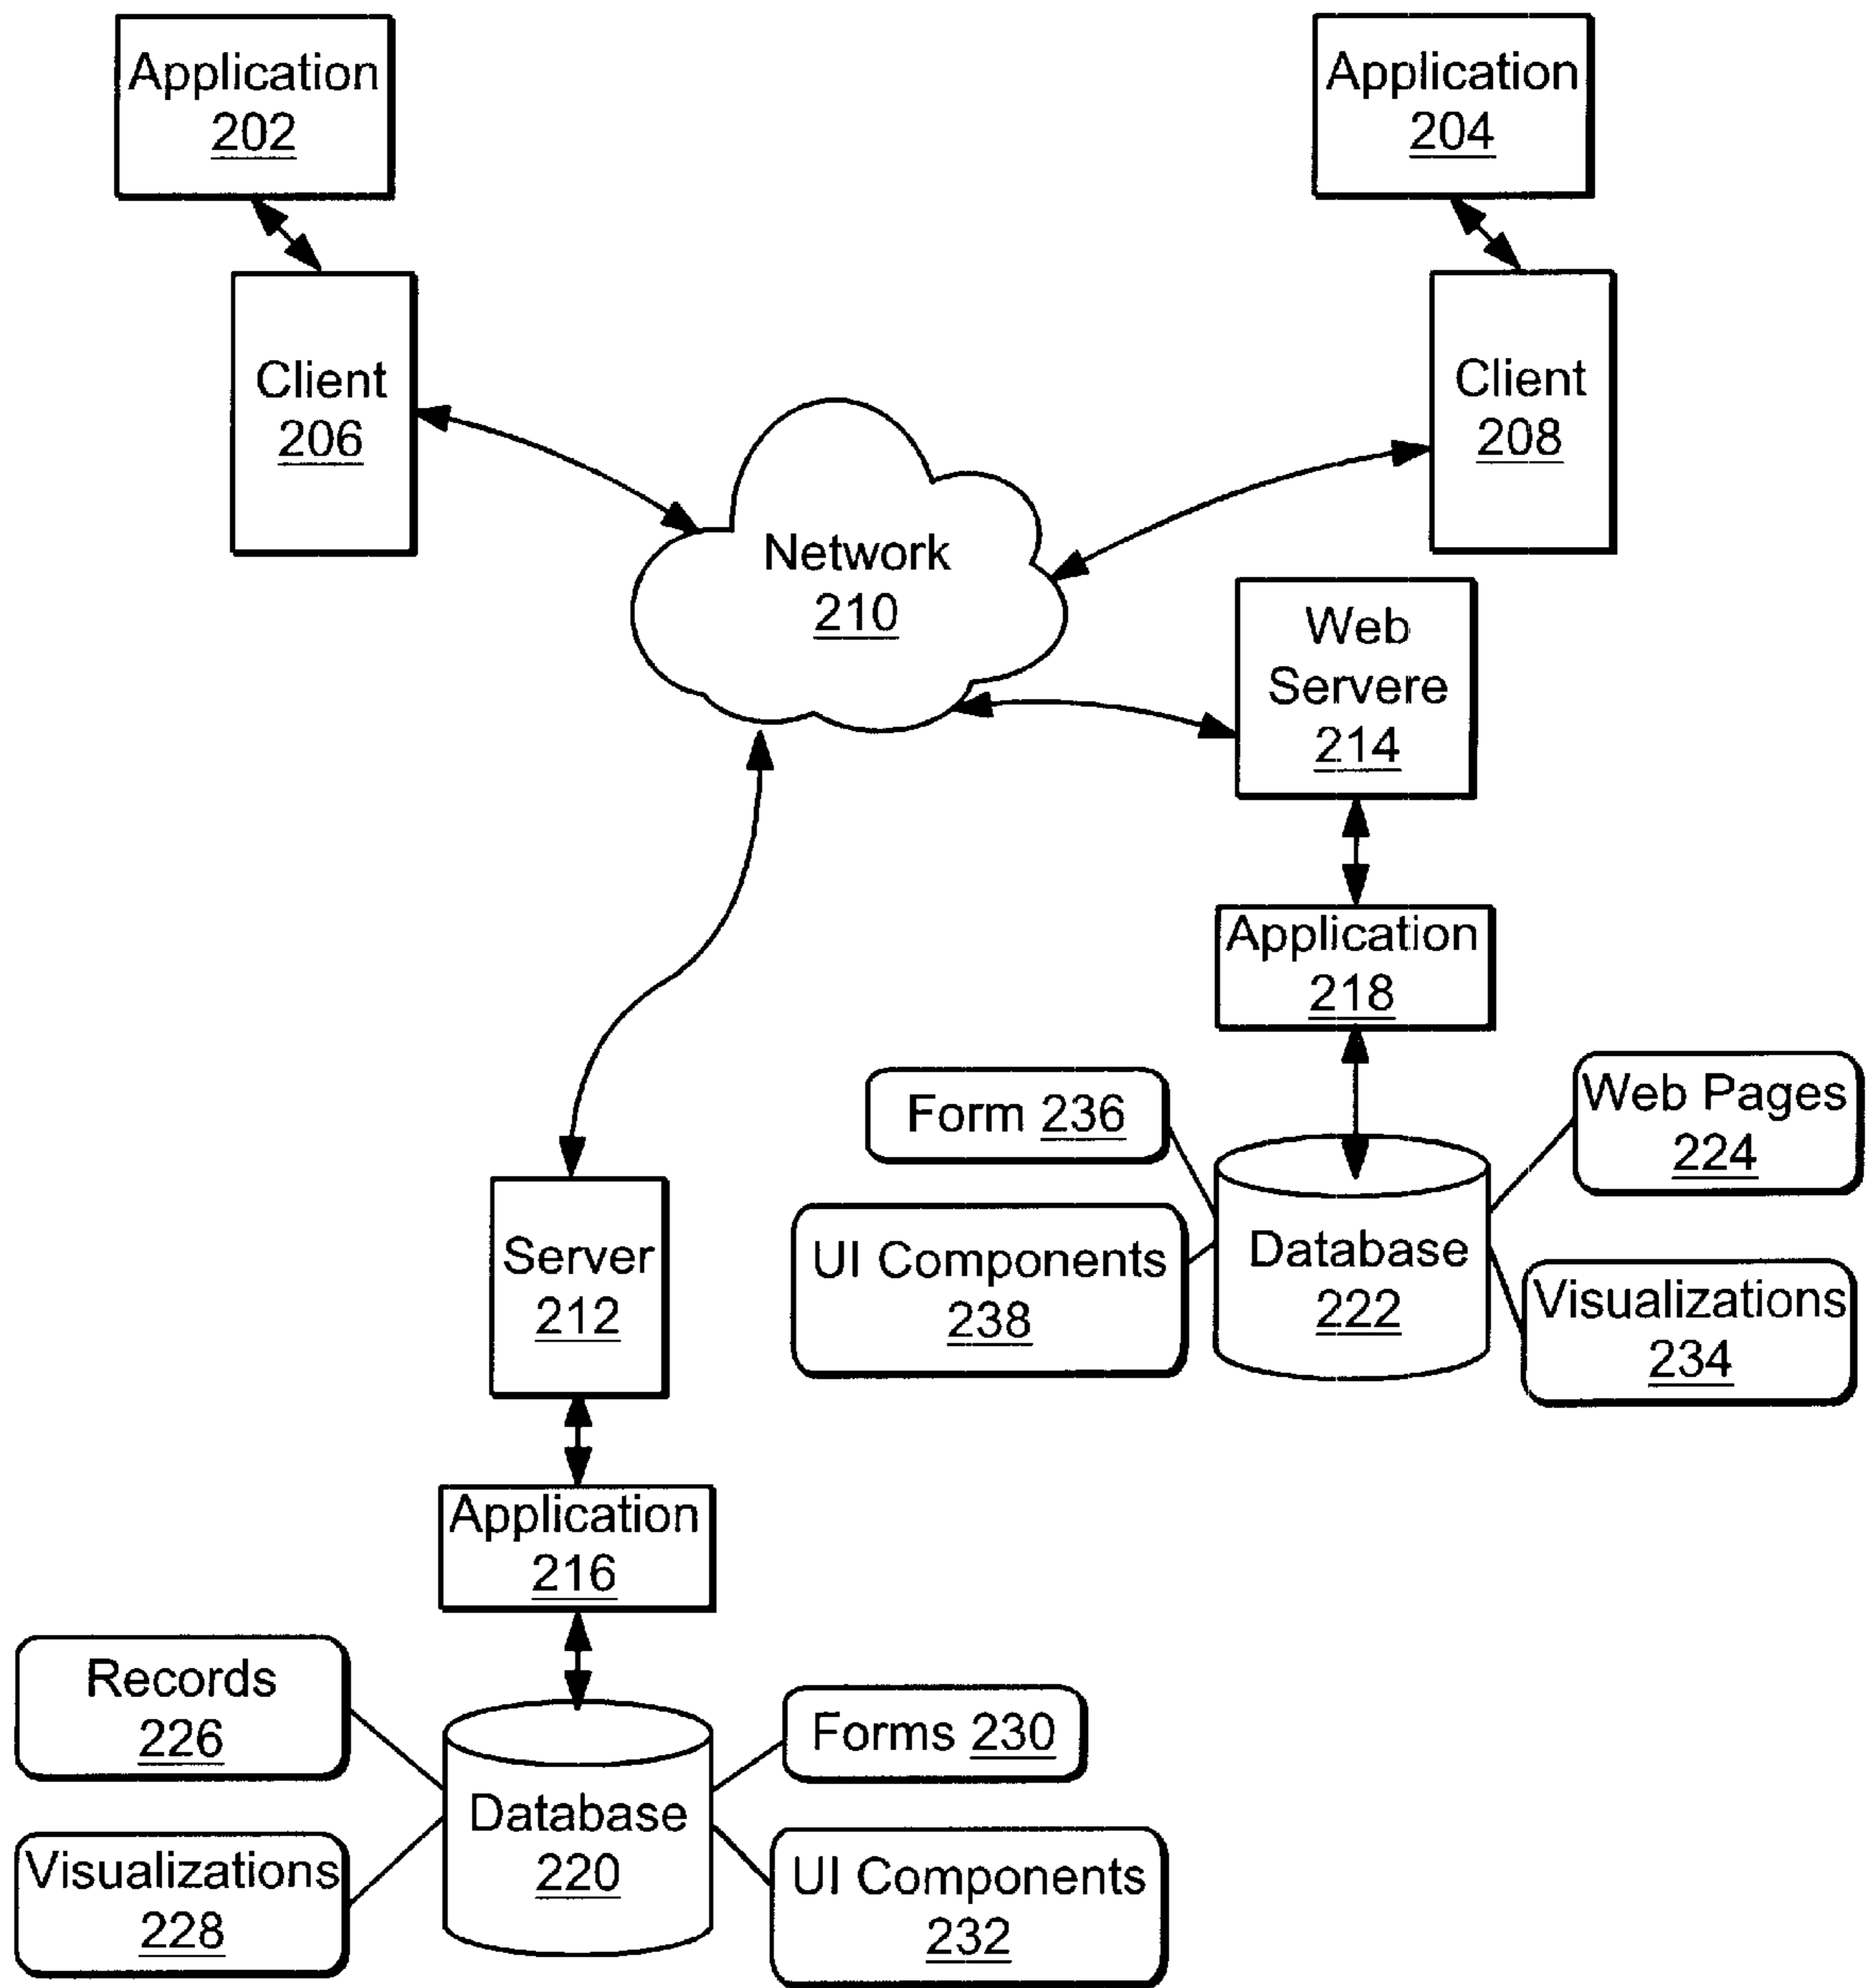 Application
202
Application
204
Client
206
Client
208
Network
210
Web
Servere
214
Application
218
Form 236
Web Pages
224
UI Components
238
Database
222
Visualizations
234
Server
212
Application
216
Records
226
Forms 230
Database
220
Visualizations
228
UI Components
232